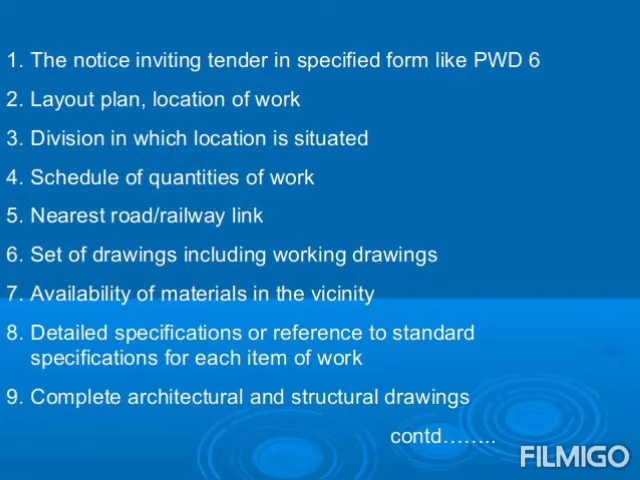 1. The notice inviting tender in specified form like PWD 6
2. Layout plan, location of work
3. Division in which location is situated
4. Schedule of quantities of work
5. Nearest road/railway link
6. Set of drawings including working drawings
7. Availability of materials in the vicinity
8. Detailed specifications or reference to standard
specifications for each item of work
9. Complete architectural and structural drawings
contd……..
FILMIGO